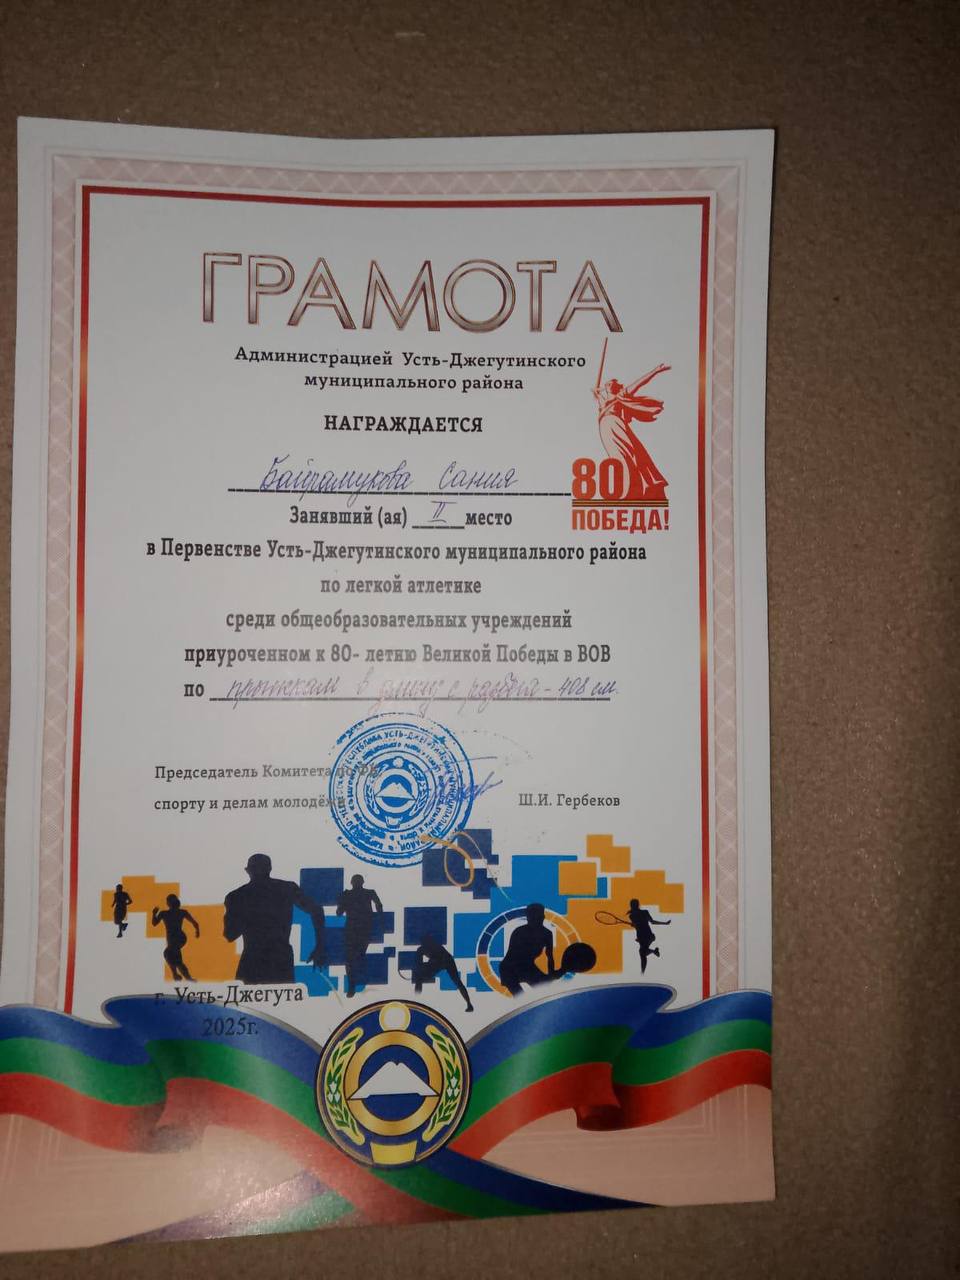 ГРАМОТА
Администрацией Усть-Джегутинского
муниципального района
НАГРАЖДАЕТСЯ
Байрамукова Сания
80
ПОБЕДА!
Занявший (ая) II место
в Первенстве Усть-Джегутинского муниципального района
по легкой атлетике
среди общеобразовательных учреждений
приуроченном к 80- летию Великой Победы в ВОВ
по прыжкам в длину с разбега - 408 см.
Председатель Комитета по ФК,
спорту и делам молодёжи
Ш.И. Гербеков
г. Усть-Джегута
2025г.